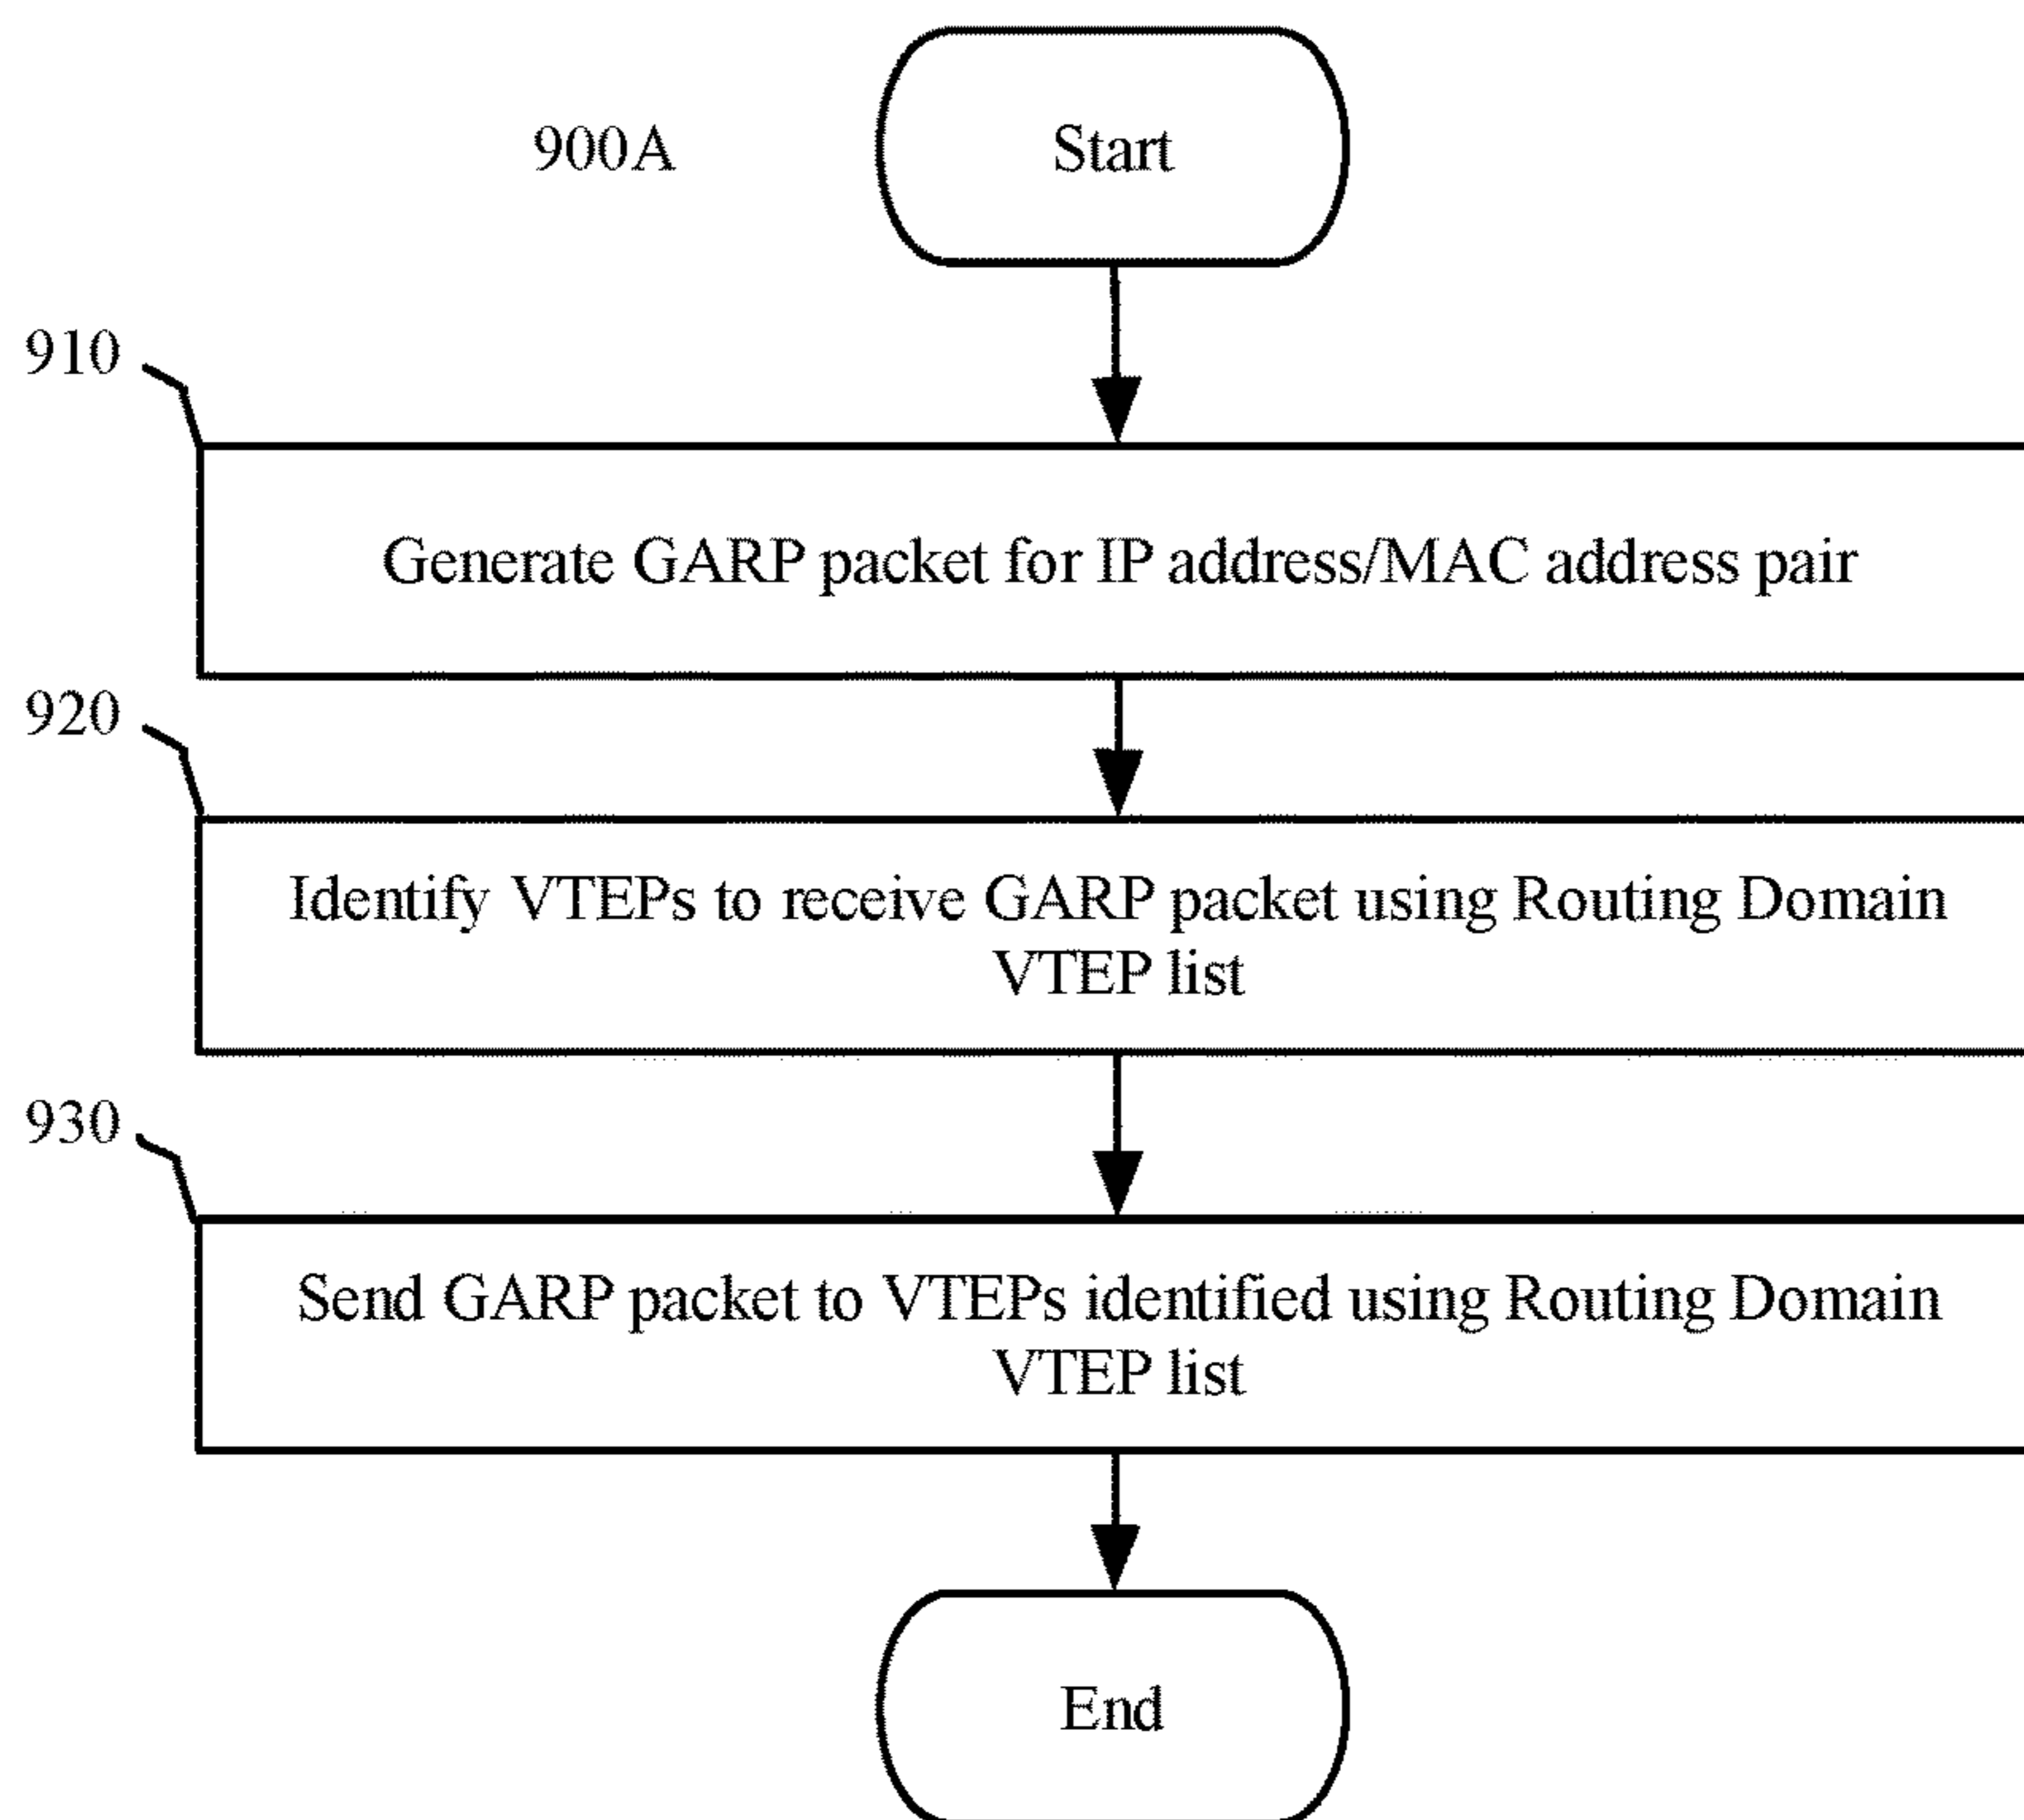 900A
Start
910
Generate GARP packet for IP address/MAC address pair
920
Identify VTEPs to receive GARP packet using Routing Domain
VTEP list
930
Send GARP packet to VTEPs identified using Routing Domain
VTEP list
End